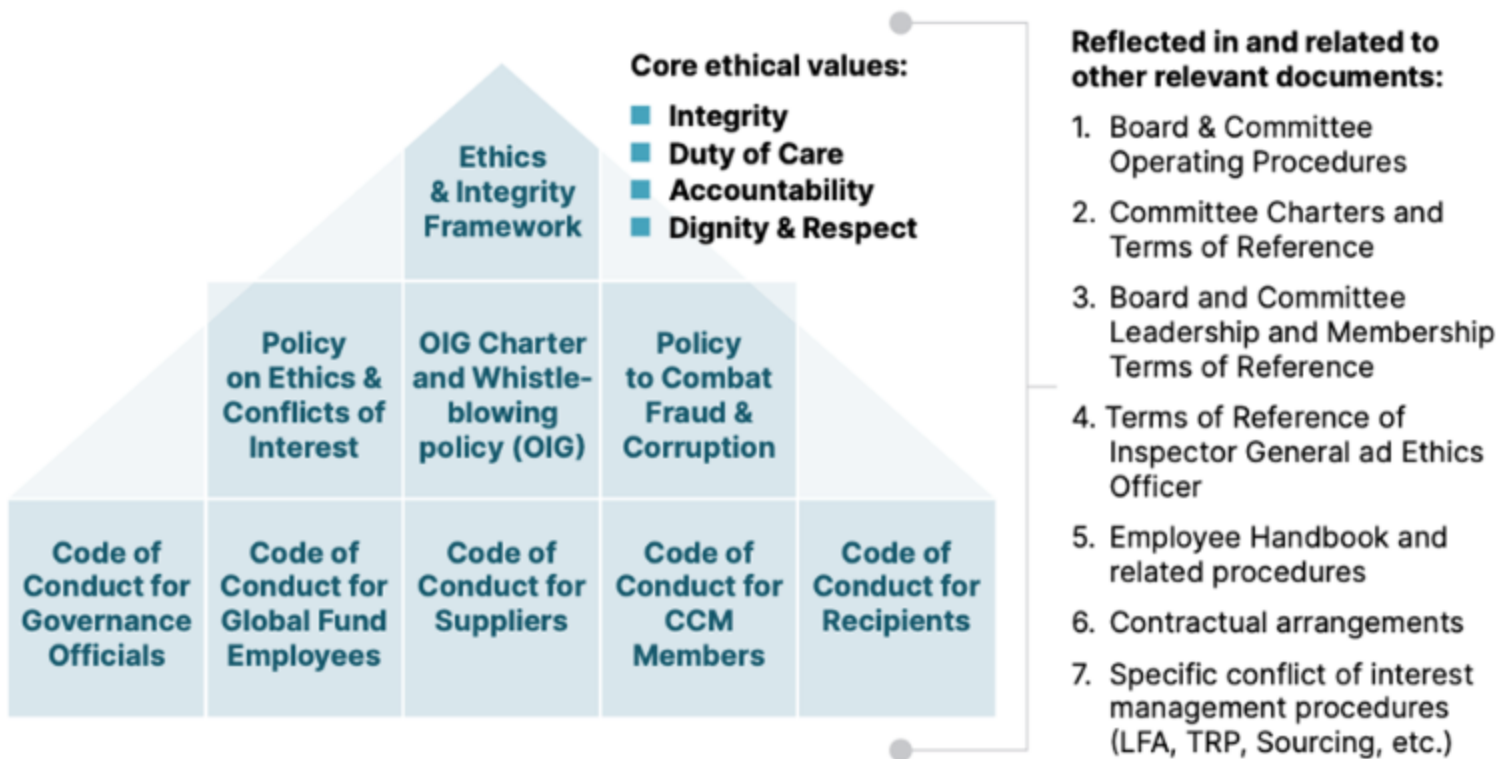 Ethics
& Integrity
Framework
Core ethical values:
Integrity
Duty of Care
Accountability
Dignity & Respect
Policy
on Ethics &
Conflicts of
Interest
OIG Charter
and Whistle-
blowing
policy (OIG)
Policy
to Combat
Fraud &
Corruption
Code of
Conduct for
Governance
Officials
Code of
Conduct for
Global Fund
Employees
Code of
Conduct for
Suppliers
Code of
Conduct for
CCM
Members
Code of
Conduct for
Recipients
Reflected in and related to
other relevant documents:
1. Board & Committee
Operating Procedures
2. Committee Charters and
Terms of Reference
3. Board and Committee
Leadership and Membership
Terms of Reference
4. Terms of Reference of
Inspector General ad Ethics
Officer
5. Employee Handbook and
related procedures
6. Contractual arrangements
7. Specific conflict of interest
management procedures
(LFA, TRP, Sourcing, etc.)